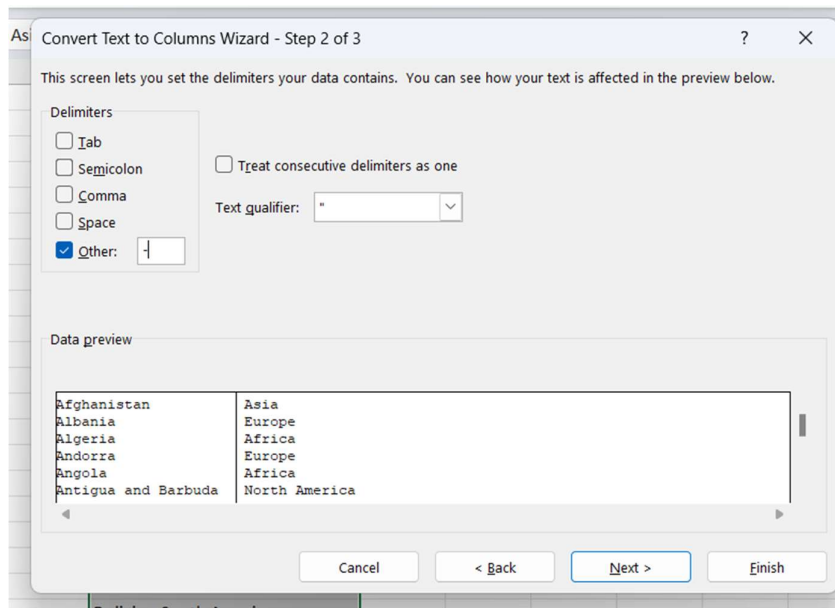 Asi
Convert Text to Columns Wizard - Step 2 of 3
?
This screen lets you set the delimiters your data contains. You can see how your text is affected in the preview below.
Delimiters
Tab
Semicolon
Comma
Space
Other: -
Treat consecutive delimiters as one
Text qualifier: "
Data preview
Afghanistan Asia
Albania Europe
Algeria Africa
Andorra Europe
Angola Africa
Antigua and Barbuda North America
Cancel < Back Next > Finish